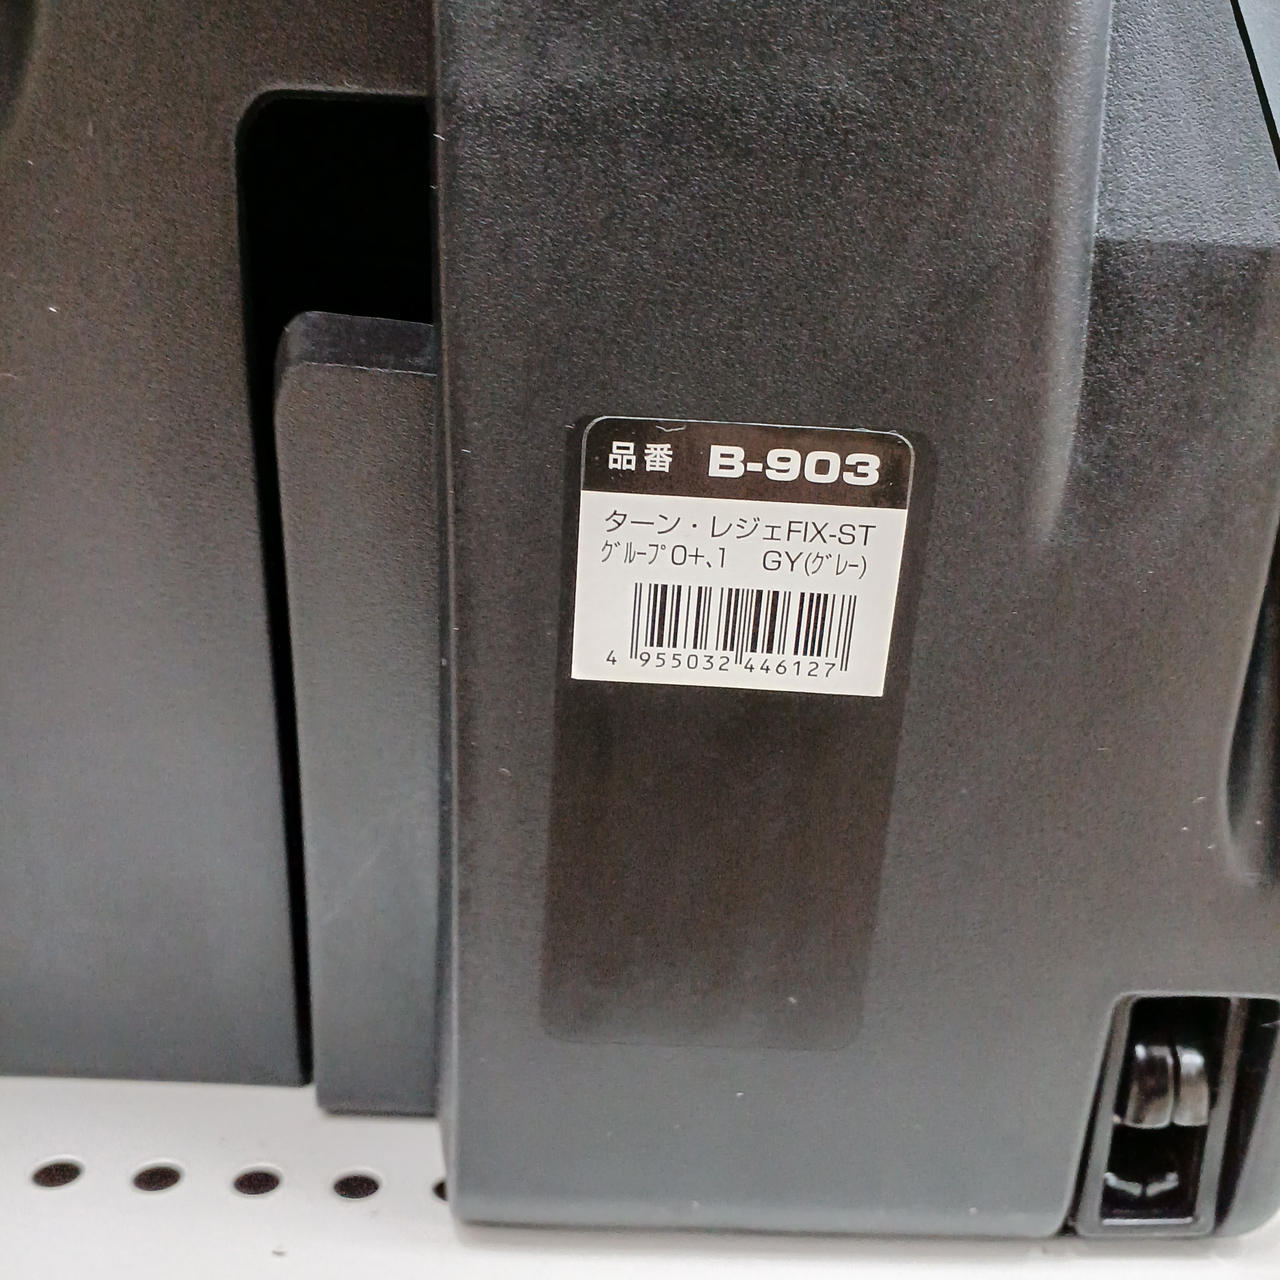 品番 B-903
ターン・レジェFIX-ST
ｸﾞﾙｰﾌﾟ0+､1 GY(ｸﾞﾚｰ)
4 955032 446127